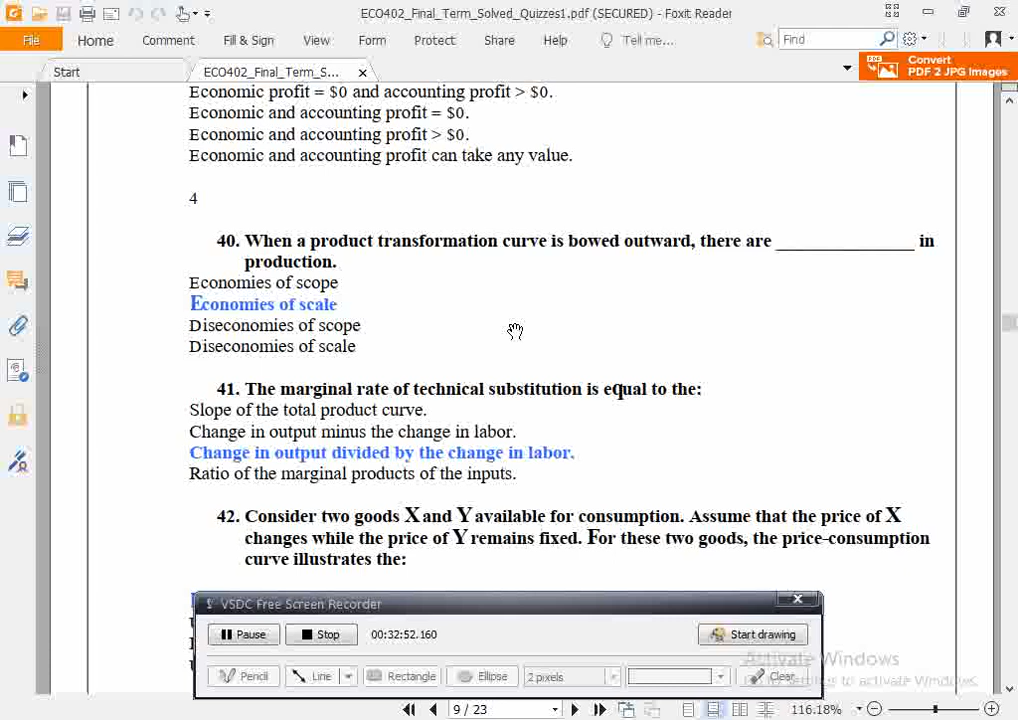 ECO402_Final_Term_Solved_Quizzes1.pdf (SECURED) - Foxit Reader
File Home Comment Fill & Sign View Form Protect Share Help Tell me... Find
Start ECO402_Final_Term_S... Convert
PDF 2 JPG Images
Economic profit = $0 and accounting profit > $0.
Economic and accounting profit = $0.
Economic and accounting profit > $0.
Economic and accounting profit can take any value.
4
40. When a product transformation curve is bowed outward, there are ______________ in
production.
Economies of scope
Economies of scale
Diseconomies of scope
Diseconomies of scale
41. The marginal rate of technical substitution is equal to the:
Slope of the total product curve.
Change in output minus the change in labor.
Change in output divided by the change in labor.
Ratio of the marginal products of the inputs.
42. Consider two goods X and Y available for consumption. Assume that the price of X
changes while the price of Y remains fixed. For these two goods, the price-consumption
curve illustrates the:
VSDC Free Screen Recorder
Pause Stop 00:32:52.160 Start drawing
Activate Windows
Pencil Line Rectangle Ellipse 2 pixels Clear
to activate Windows.
9 / 23 116.18%